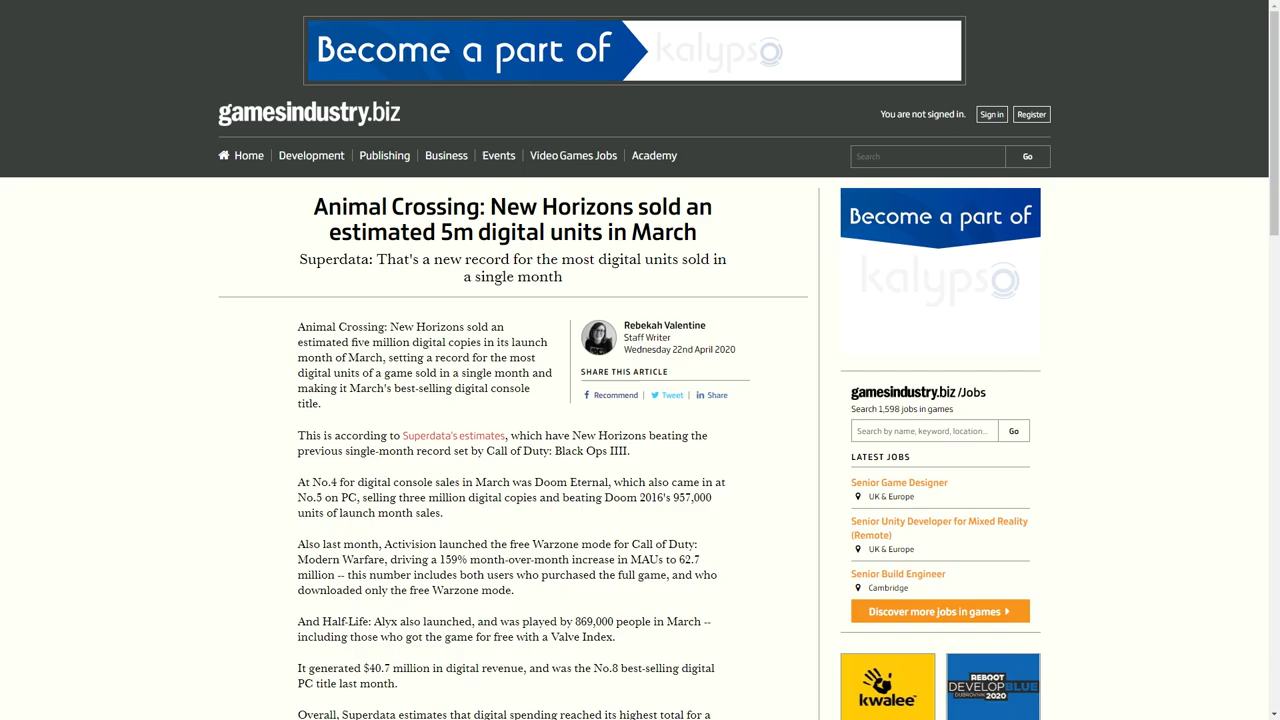 Become a part of kalypso
gamesindustry.biz
You are not signed in. Sign in Register
Home Development Publishing Business Events Video Games Jobs Academy
Search Go
Animal Crossing: New Horizons sold an
estimated 5m digital units in March
Superdata: That's a new record for the most digital units sold in
a single month
Animal Crossing: New Horizons sold an
estimated five million digital copies in its launch
month of March, setting a record for the most
digital units of a game sold in a single month and
making it March's best-selling digital console
title.
Rebekah Valentine
Staff Writer
Wednesday 22nd April 2020
SHARE THIS ARTICLE
Recommend Tweet Share
This is according to Superdata's estimates, which have New Horizons beating the
previous single-month record set by Call of Duty: Black Ops IIII.
At No.4 for digital console sales in March was Doom Eternal, which also came in at
No.5 on PC, selling three million digital copies and beating Doom 2016's 957,000
units of launch month sales.
Also last month, Activision launched the free Warzone mode for Call of Duty:
Modern Warfare, driving a 159% month-over-month increase in MAUs to 62.7
million -- this number includes both users who purchased the full game, and who
downloaded only the free Warzone mode.
And Half-Life: Alyx also launched, and was played by 869,000 people in March --
including those who got the game for free with a Valve Index.
It generated $40.7 million in digital revenue, and was the No.8 best-selling digital
PC title last month.
Overall, Superdata estimates that digital spending reached its highest total for a
Become a part of
kalypso
gamesindustry.biz /Jobs
Search 1,598 jobs in games
Search by name, keyword, location... Go
LATEST JOBS
Senior Game Designer
UK & Europe
Senior Unity Developer for Mixed Reality
(Remote)
UK & Europe
Senior Build Engineer
Cambridge
Discover more jobs in games
kwalee
REBOOT
DEVELOP BLUE
DUBROVNIK 2020